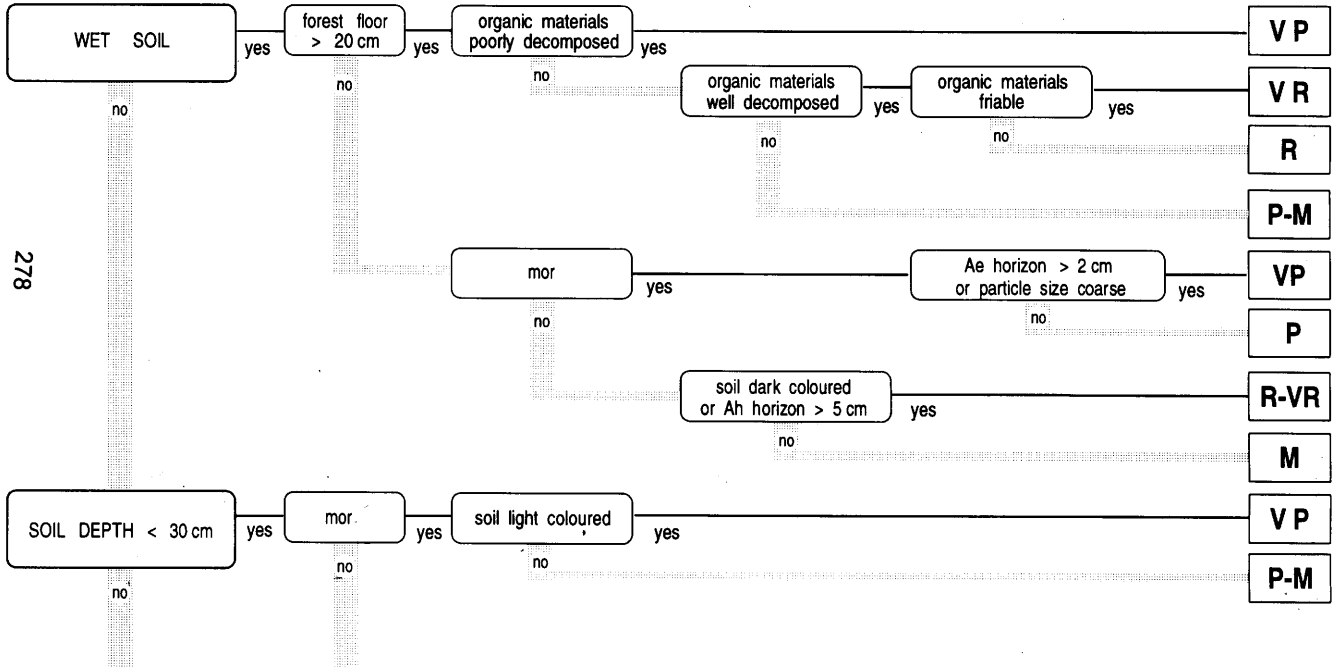 WET SOIL
yes
forest floor
> 20 cm
yes
organic materials
poorly decomposed
yes
V P
no
no
no
organic materials
well decomposed
yes
organic materials
friable
yes
V R
no
no
R
P-M
278
mor
yes
Ae horizon > 2 cm
or particle size coarse
yes
VP
no
no
P
soil dark coloured
or Ah horizon > 5 cm
yes
R-VR
no
M
SOIL DEPTH < 30 cm
yes
mor
yes
soil light coloured
yes
V P
no
no
no
P-M